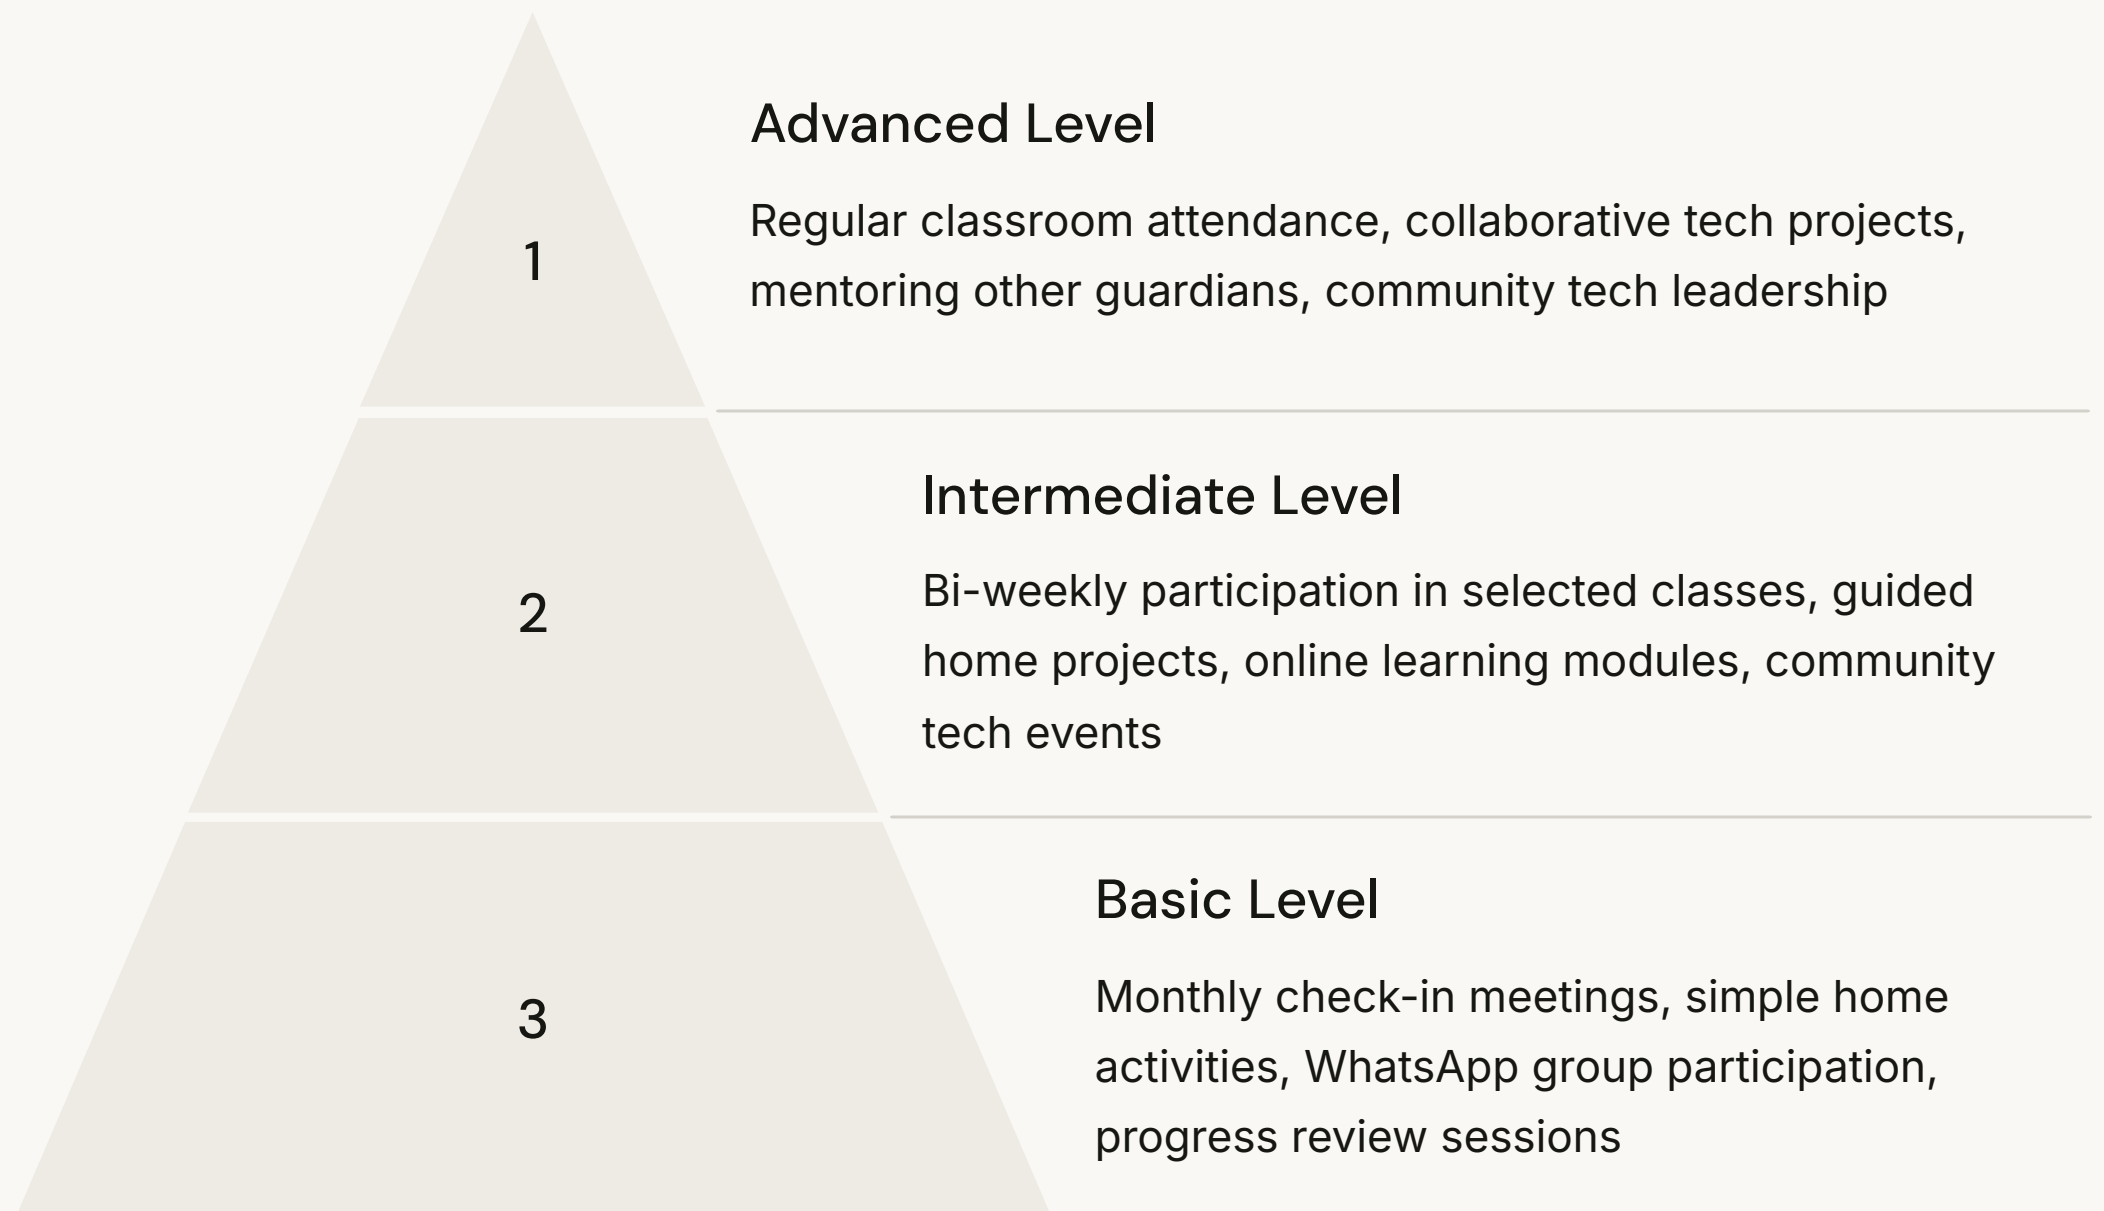 1
Advanced Level
Regular classroom attendance, collaborative tech projects,
mentoring other guardians, community tech leadership
2
Intermediate Level
Bi-weekly participation in selected classes, guided
home projects, online learning modules, community
tech events
3
Basic Level
Monthly check-in meetings, simple home
activities, WhatsApp group participation,
progress review sessions